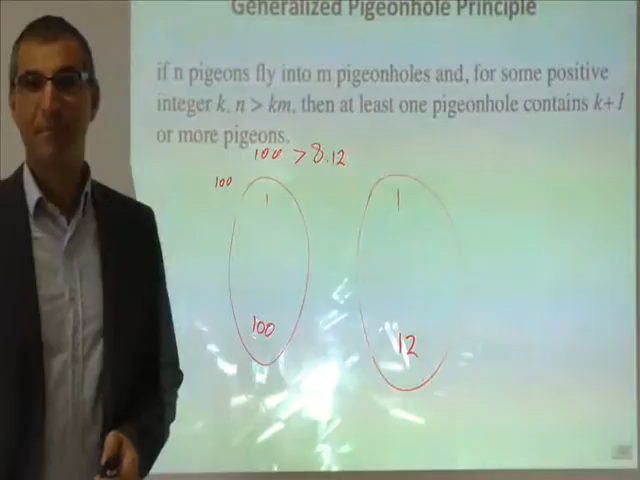 Generalized Pigeonhole Principle
if n pigeons fly into m pigeonholes and, for some positive
integer k, n > km, then at least one pigeonhole contains k+1
or more pigeons.
100 > 8.12
100
1 1
100 12